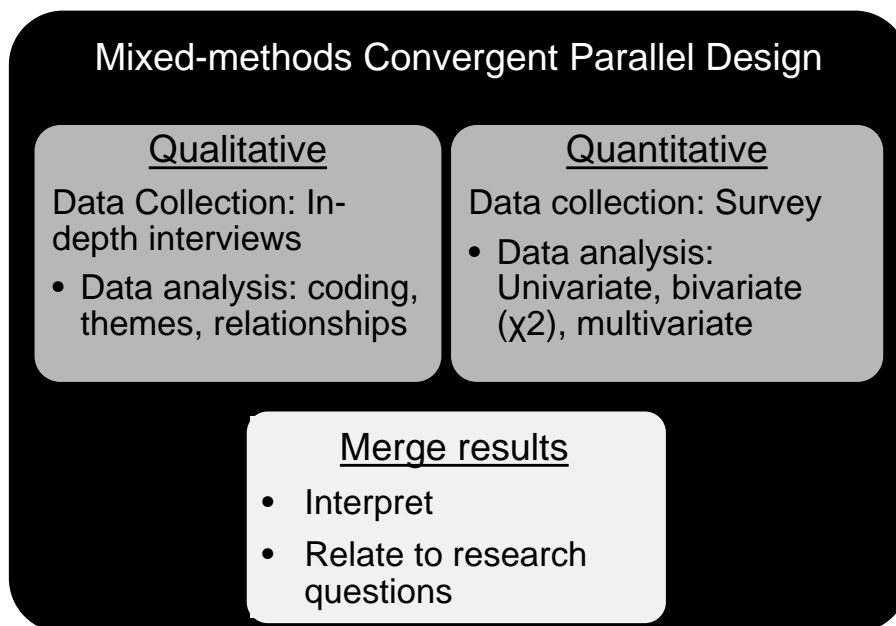 Mixed-methods Convergent Parallel Design
Qualitative
Data Collection: In-
depth interviews
• Data analysis: coding,
themes, relationships
Quantitative
Data collection: Survey
• Data analysis:
Univariate, bivariate
(χ2), multivariate
Merge results
• Interpret
• Relate to research
questions